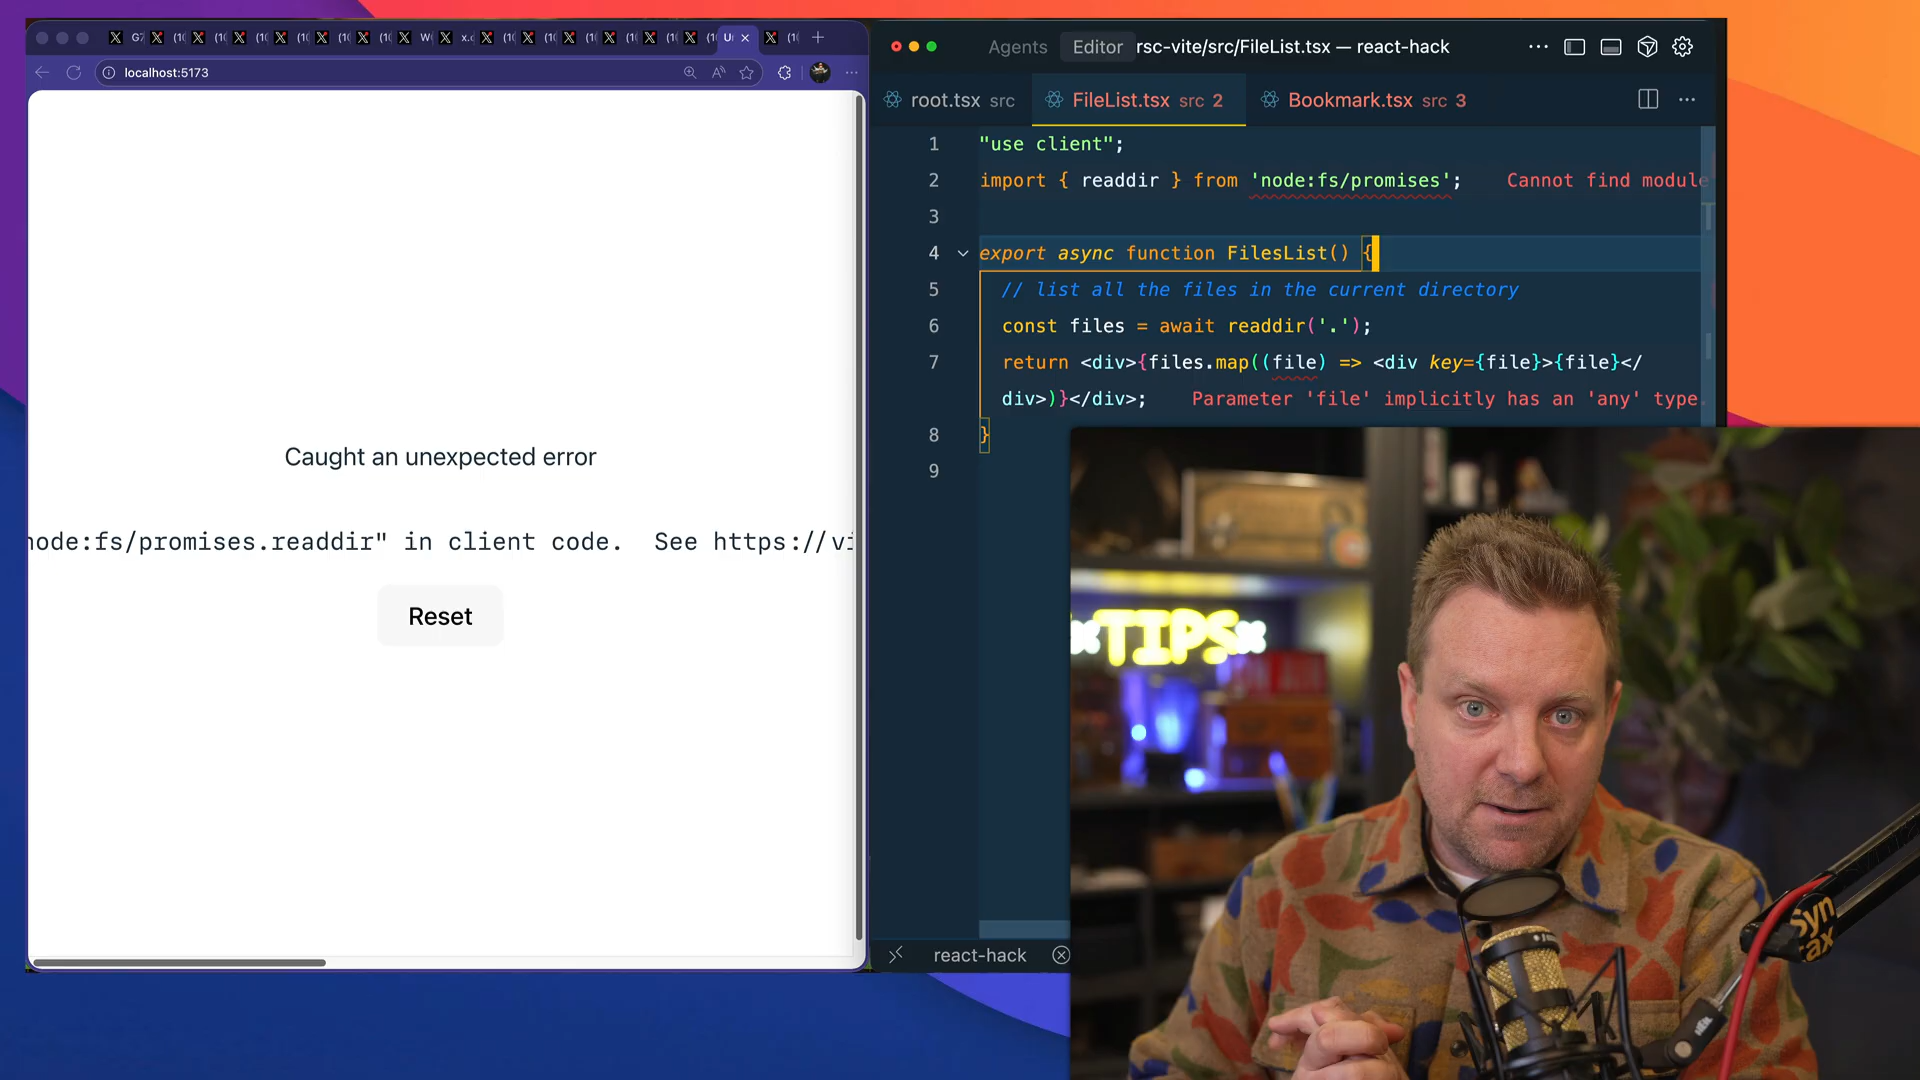 localhost:5173
Caught an unexpected error
node:fs/promises.readdir" in client code. See https://vi
Reset
Agents Editor rsc-vite/src/FileList.tsx — react-hack
root.tsx src FileList.tsx src 2 Bookmark.tsx src 3
1 "use client";
2 import { readdir } from 'node:fs/promises'; Cannot find module
3
4 export async function FilesList() {
5 // list all the files in the current directory
6 const files = await readdir('.');
7 return <div>{files.map((file) => <div key={file}>{file}</
div>)}</div>; Parameter 'file' implicitly has an 'any' type.
8 }
9
react-hack
TIPS
Syn
tax